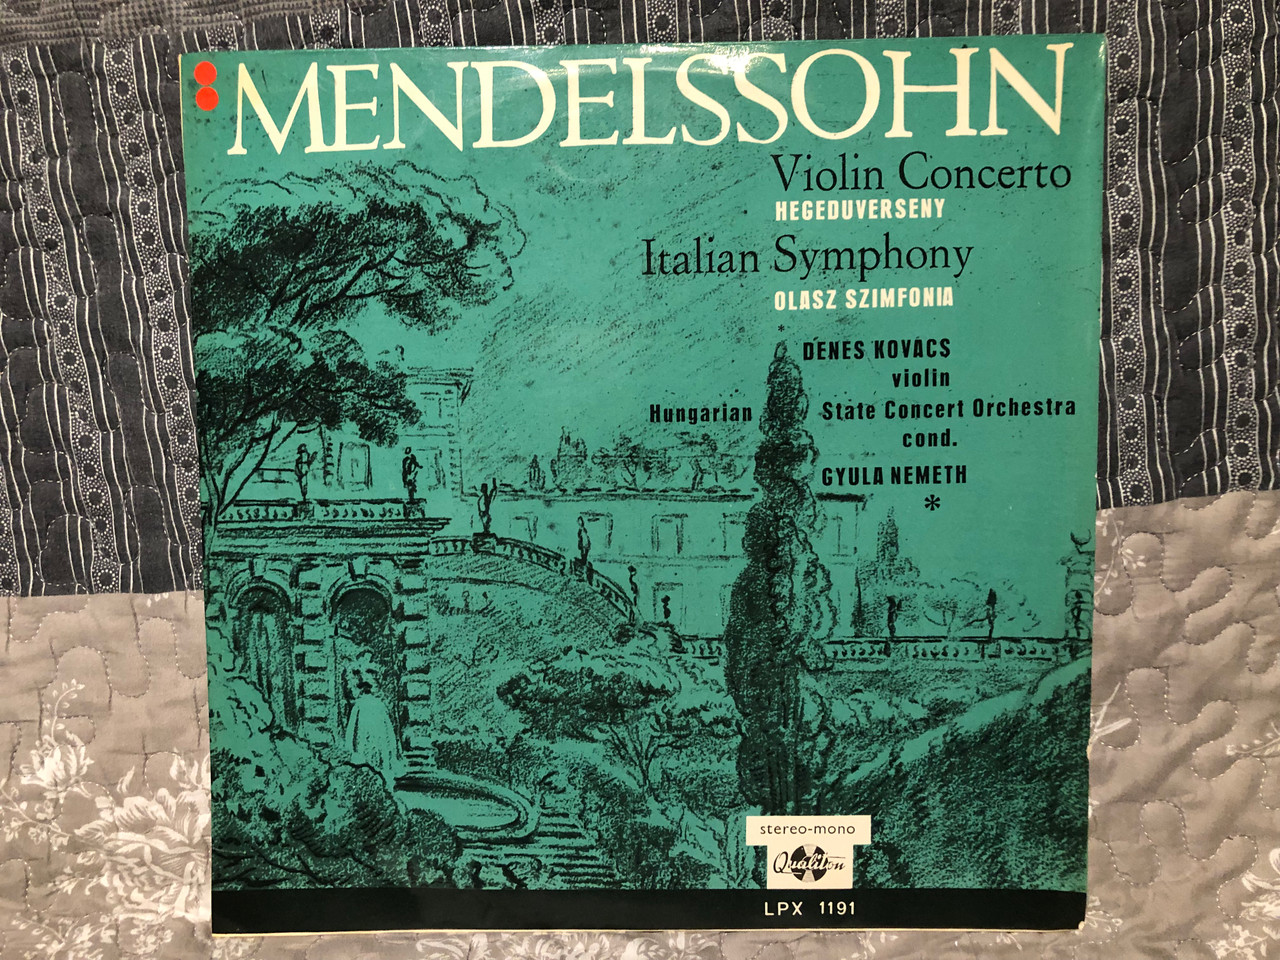 MENDELSSOHN
Violin Concerto
HEGEDUVERSENY
Italian Symphony
OLASZ SZIMFONIA
*
DENES KOVACS
violin
Hungarian State Concert Orchestra
cond.
GYULA NEMETH
*
stereo-mono
Qualiton
LPX 1191